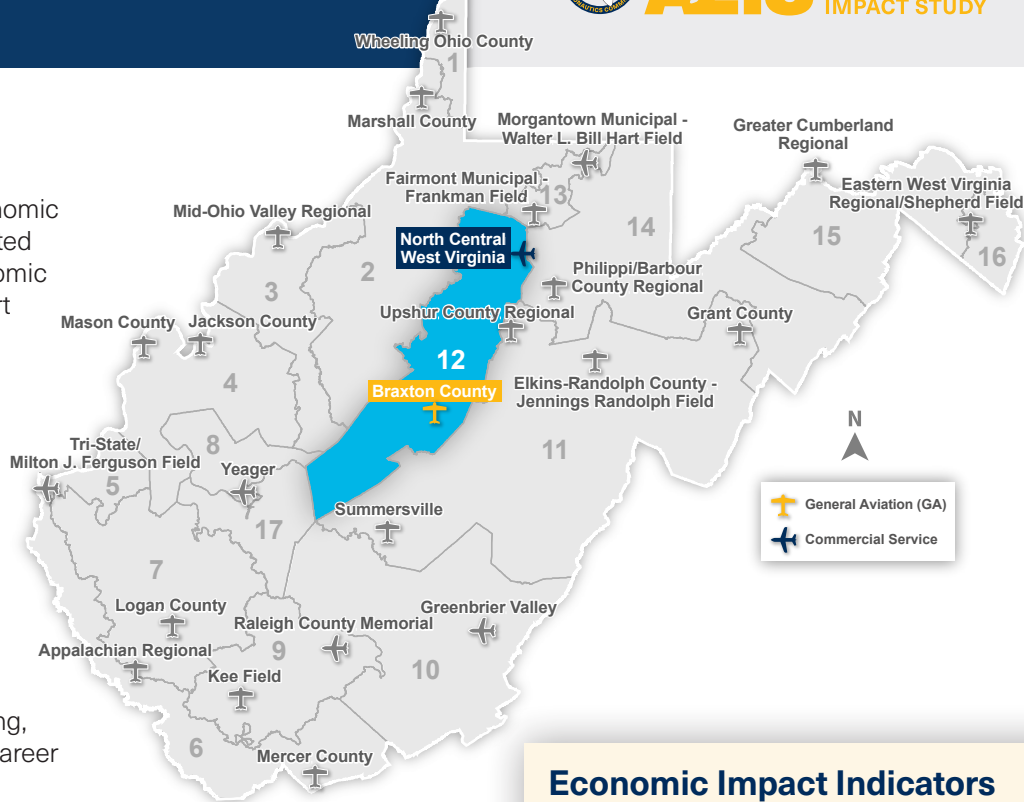 IMPACT STUDY
Wheeling Ohio County
1
Marshall County
Morgantown Municipal -
Walter L. Bill Hart Field
Greater Cumberland
Regional
Fairmont Municipal -
Frankman Field
13
Eastern West Virginia
Regional/Shepherd Field
Mid-Ohio Valley Regional
14
15
16
North Central
West Virginia
2
Philippi/Barbour
County Regional
3
Upshur County Regional
Grant County
Mason County
Jackson County
12
4
Braxton County
Elkins-Randolph County -
Jennings Randolph Field
N
8
11
Tri-State/
Milton J. Ferguson Field
5
Yeager
General Aviation (GA)
Commercial Service
Summersville
17
7
Logan County
Raleigh County Memorial
Greenbrier Valley
Appalachian Regional
9
10
Kee Field
6
Mercer County
ng,
areer
Economic Impact Indicators